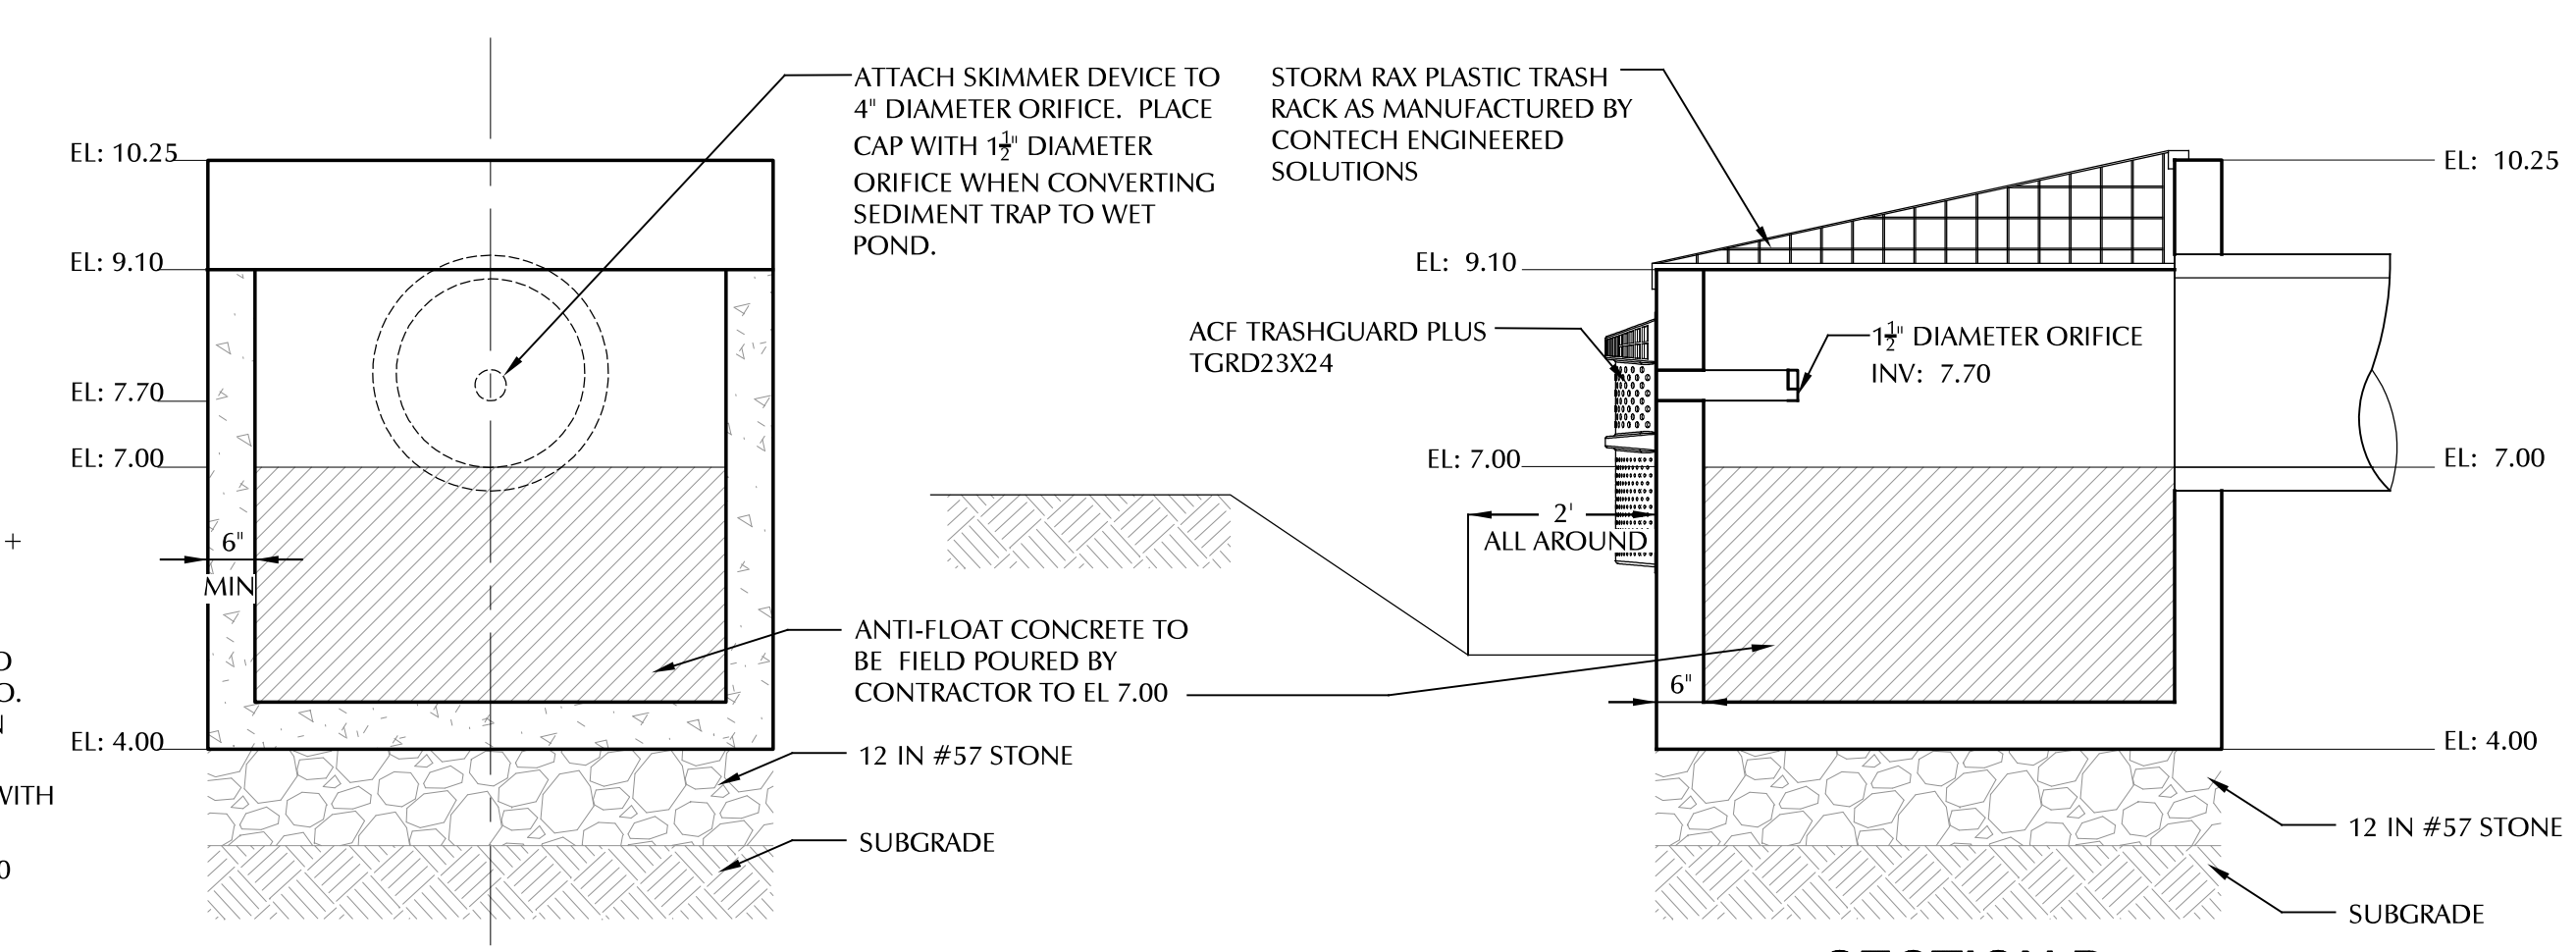 ATTACH SKIMMER DEVICE TO
4" DIAMETER ORIFICE. PLACE
CAP WITH 1½" DIAMETER
ORIFICE WHEN CONVERTING
SEDIMENT TRAP TO WET
POND.
STORM RAX PLASTIC TRASH
RACK AS MANUFACTURED BY
CONTECH ENGINEERED
SOLUTIONS
EL: 10.25
EL: 9.10
EL: 7.70
EL: 7.00
+
6"
MIN
O.
WITH
EL: 4.00
ANTI-FLOAT CONCRETE TO
BE FIELD POURED BY
CONTRACTOR TO EL 7.00
12 IN #57 STONE
SUBGRADE
EL: 10.25
EL: 9.10
ACF TRASHGUARD PLUS
TGRD23X24
1½" DIAMETER ORIFICE
INV: 7.70
EL: 7.00
EL: 7.00
2'
ALL AROUND
6"
EL: 4.00
12 IN #57 STONE
SUBGRADE